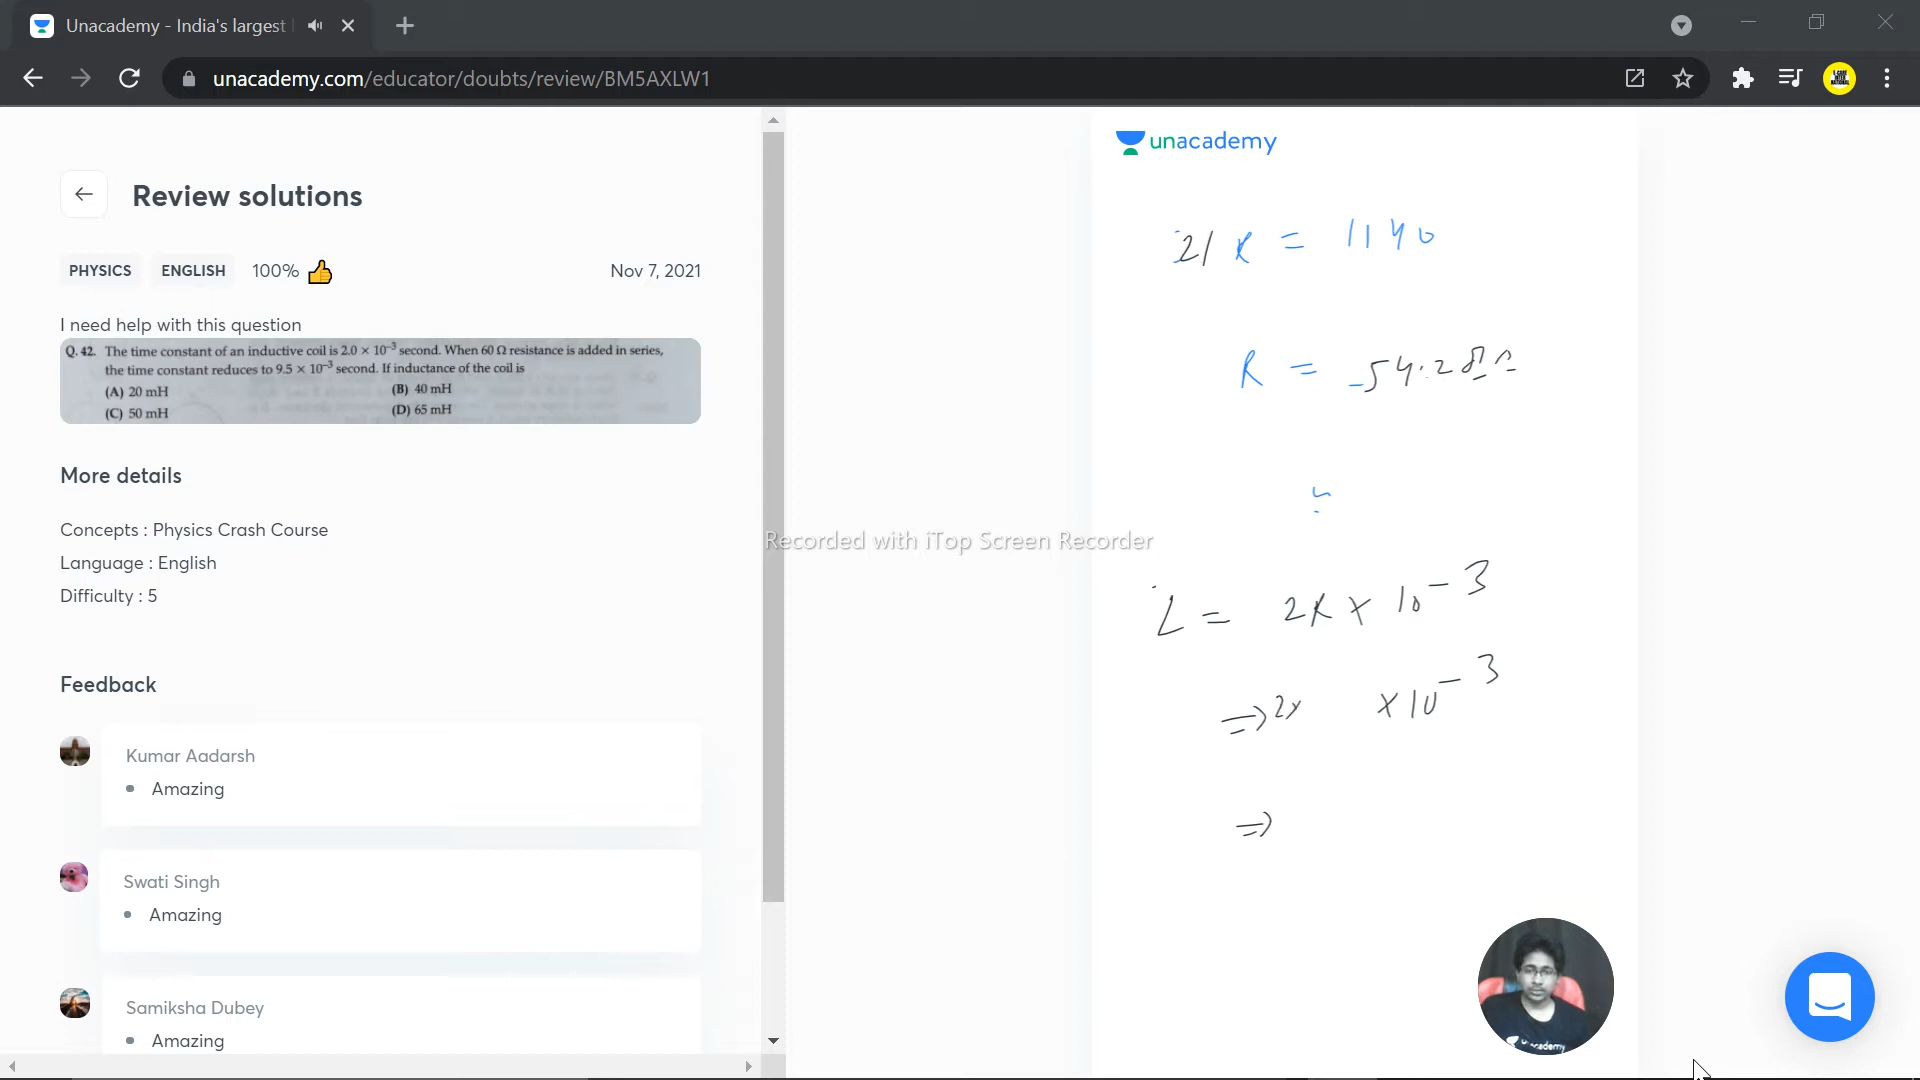 Unacademy - India's largest
unacademy.com/educator/doubts/review/BM5AXLW1
Review solutions
PHYSICS ENGLISH 100% 👍 Nov 7, 2021
I need help with this question
Q. 42. The time constant of an inductive coil is 2.0 × 10⁻³ second. When 60 Ω resistance is added in series,
the time constant reduces to 9.5 × 10⁻³ second. If inductance of the coil is
(A) 20 mH (B) 40 mH
(C) 50 mH (D) 65 mH
More details
Concepts : Physics Crash Course
Language : English
Difficulty : 5
Feedback
Kumar Aadarsh
• Amazing
Swati Singh
• Amazing
Samiksha Dubey
• Amazing
unacademy
21 R = 1140
R = 54.28 Ω
L = 2R × 10⁻³
⇒ 2× × 10⁻³
⇒
Recorded with iTop Screen Recorder